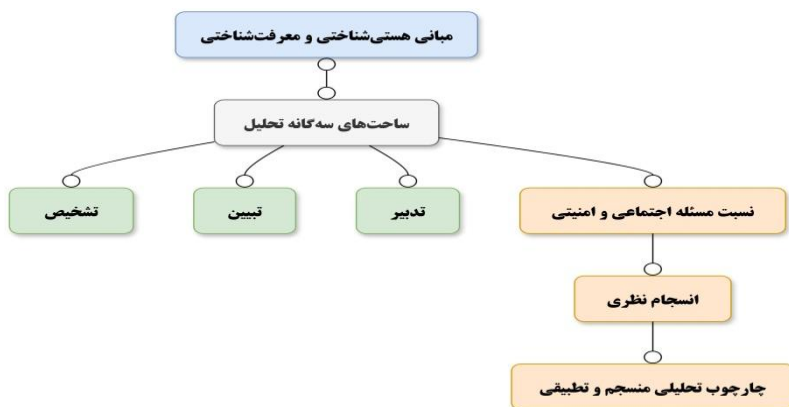 مبانی هستی‌شناختی و معرفت‌شناختی
ساحت‌های سه‌گانه تحلیل
نسبت مسئله اجتماعی و امنیتی
تدبیر
تبیین
تشخیص
انسجام نظری
چارچوب تحلیلی منسجم و تطبیقی